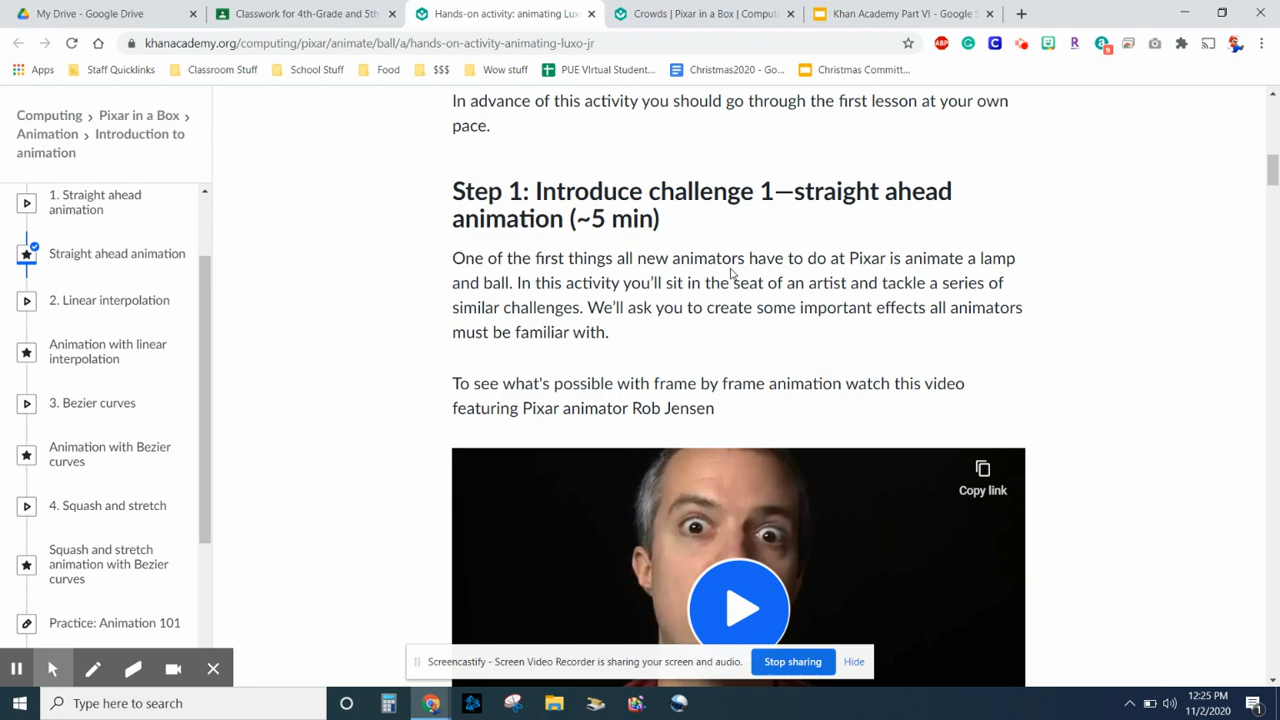 My Drive - Google Drive
Classwork for 4th-Grade and 5th
Hands-on activity: animating Lux
Crowds | Pixar in a Box | Computi
Khan Academy Part VI - Google S
khanacademy.org/computing/pixar/animate/ball/a/hands-on-activity-animating-luxo-jr
ABP
9
Apps
Staff Quicklinks
Classroom Stuff
School Stuff
Food
$$$
Wow stuff
PUE VIrtual Student...
Christmas2020 - Go...
Christmas Committ...
Computing > Pixar in a Box >
Animation > Introduction to
animation
1. Straight ahead
animation
Straight ahead animation
2. Linear interpolation
Animation with linear
interpolation
3. Bezier curves
Animation with Bezier
curves
4. Squash and stretch
Squash and stretch
animation with Bezier
curves
Practice: Animation 101
In advance of this activity you should go through the first lesson at your own
pace.
Step 1: Introduce challenge 1—straight ahead
animation (~5 min)
One of the first things all new animators have to do at Pixar is animate a lamp
and ball. In this activity you’ll sit in the seat of an artist and tackle a series of
similar challenges. We’ll ask you to create some important effects all animators
must be familiar with.
To see what's possible with frame by frame animation watch this video
featuring Pixar animator Rob Jensen
Copy link
Screencastify - Screen Video Recorder is sharing your screen and audio.
Stop sharing
Hide
Type here to search
12:25 PM
11/2/2020
1